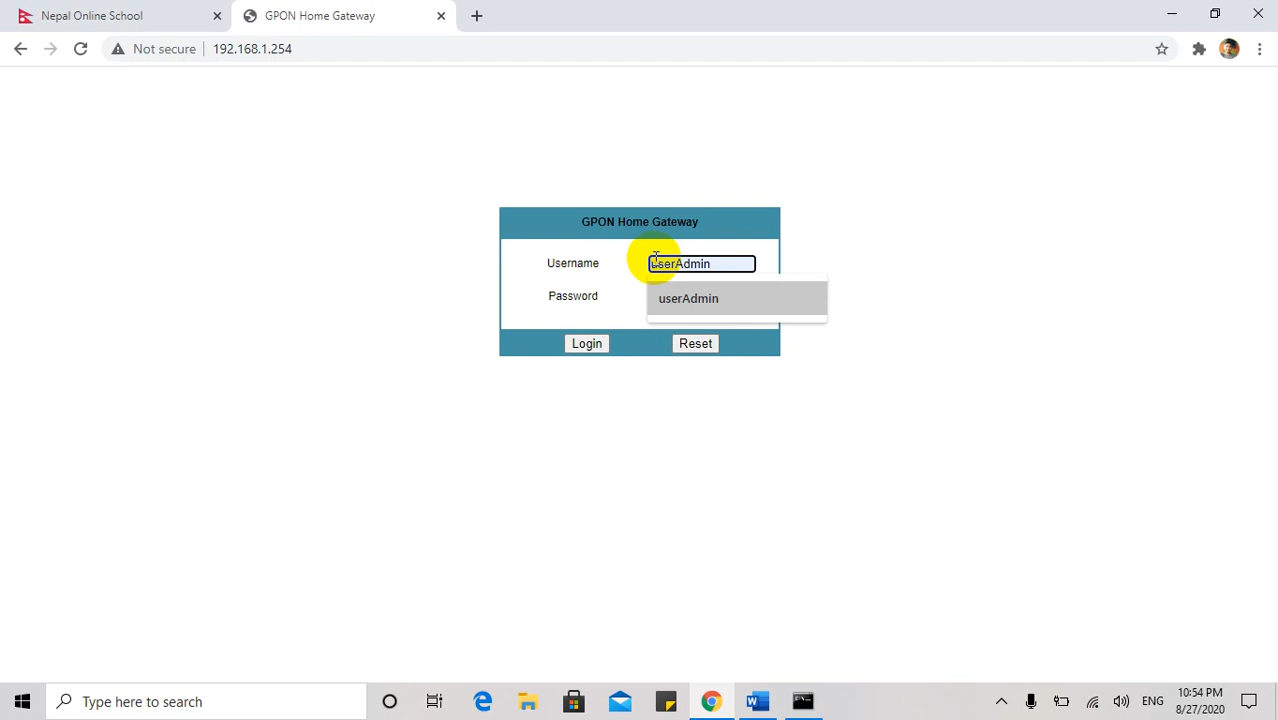 Nepal Online School
GPON Home Gateway
Not secure
192.168.1.254
GPON Home Gateway
Username
userAdmin
userAdmin
Password
Login
Reset
Type here to search
ENG
10:54 PM
8/27/2020